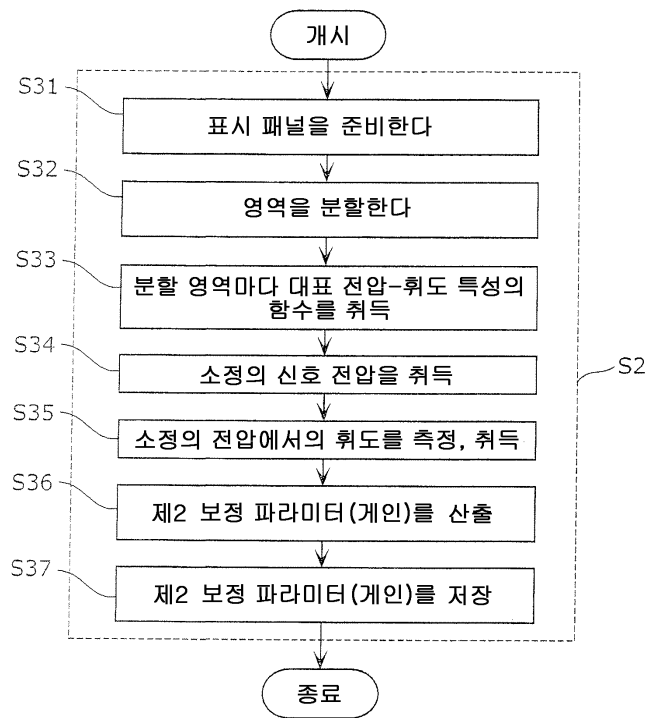 개시
S31
표시 패널을 준비한다
S32
영역을 분할한다
S33
분할 영역마다 대표 전압-휘도 특성의
함수를 취득
S34
소정의 신호 전압을 취득
S2
S35
소정의 전압에서의 휘도를 측정, 취득
S36
제2 보정 파라미터(게인)를 산출
S37
제2 보정 파라미터(게인)를 저장
종료